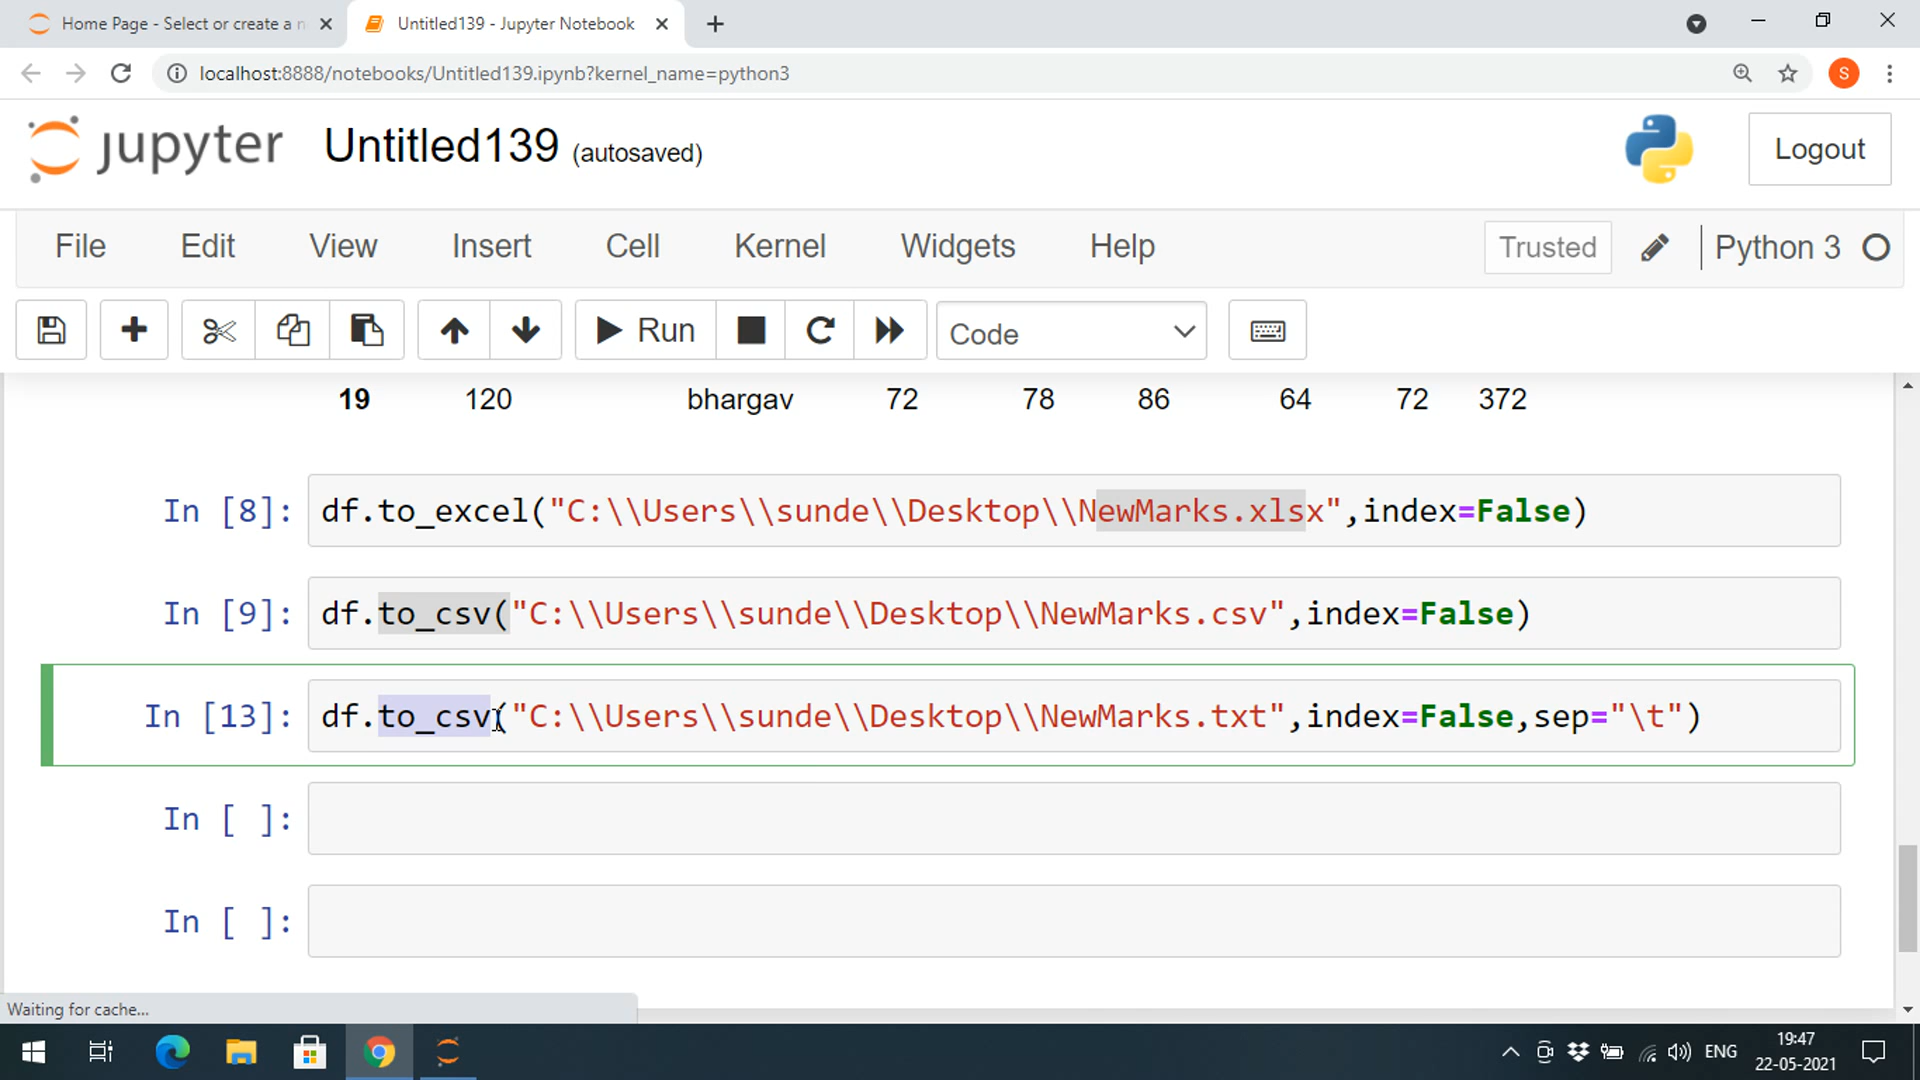 Home Page - Select or create a n
Untitled139 - Jupyter Notebook
localhost:8888/notebooks/Untitled139.ipynb?kernel_name=python3
S
jupyter Untitled139 (autosaved)
Logout
File Edit View Insert Cell Kernel Widgets Help Trusted Python 3
Run Code
19 120 bhargav 72 78 86 64 72 372
In [8]: df.to_excel("C:\\Users\\sunde\\Desktop\\NewMarks.xlsx",index=False)
In [9]: df.to_csv("C:\\Users\\sunde\\Desktop\\NewMarks.csv",index=False)
In [13]: df.to_csv("C:\\Users\\sunde\\Desktop\\NewMarks.txt",index=False,sep="\t")
In [ ]:
In [ ]:
Waiting for cache...
ENG
19:47
22-05-2021